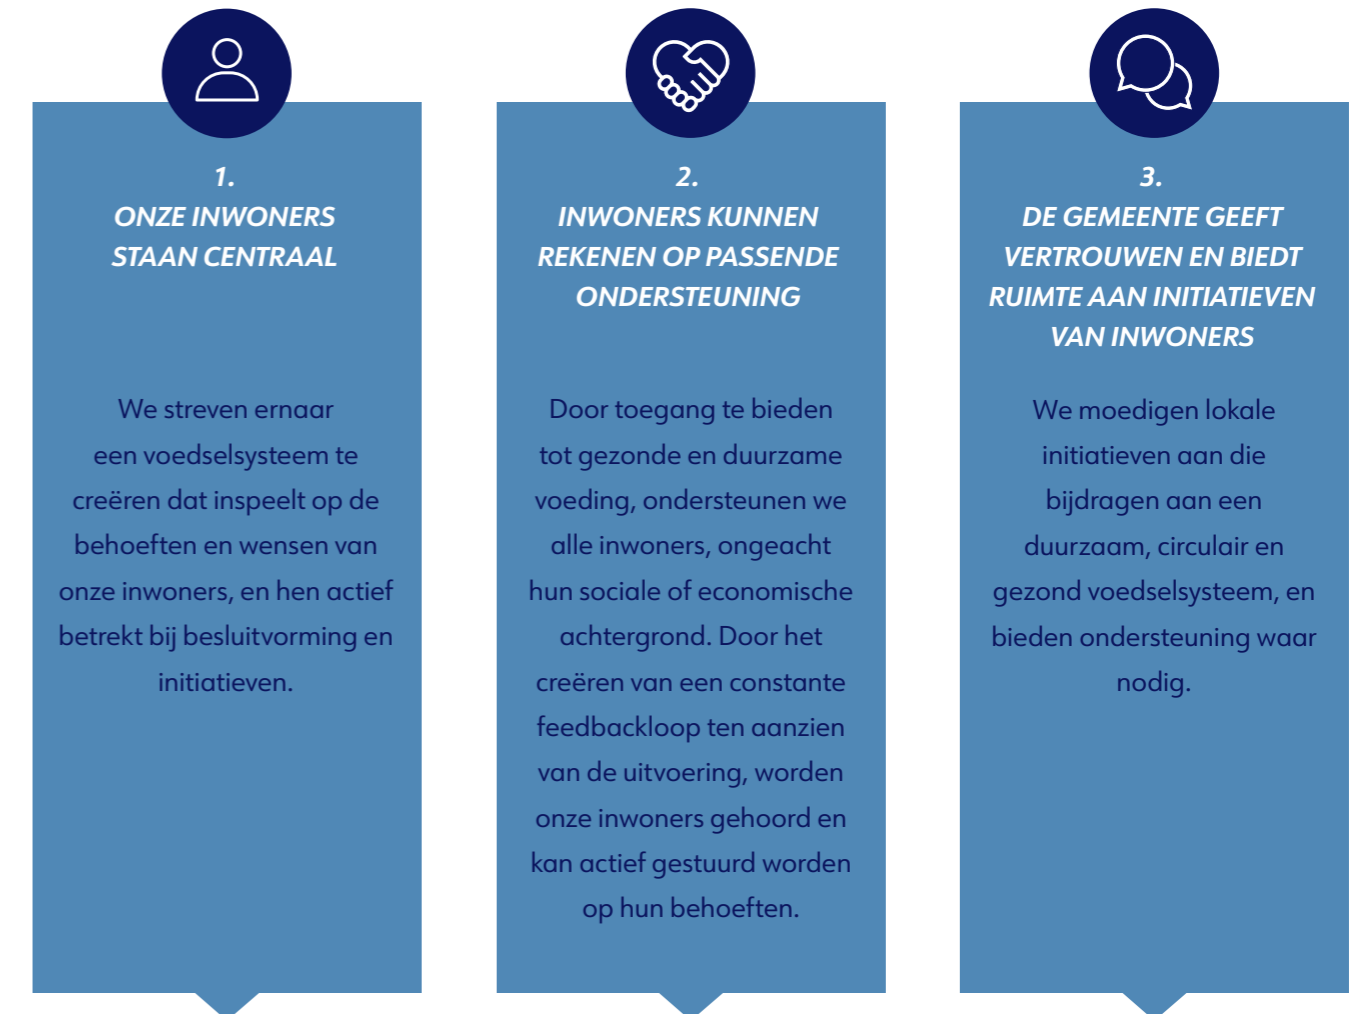 1.
ONZE INWONERS
STAAN CENTRAAL
We streven ernaar
een voedselsysteem te
creëren dat inspeelt op de
behoeften en wensen van
onze inwoners, en hen actief
betrekt bij besluitvorming en
initiatieven.
2.
INWONERS KUNNEN
REKENEN OP PASSENDE
ONDERSTEUNING
Door toegang te bieden
tot gezonde en duurzame
voeding, ondersteunen we
alle inwoners, ongeacht
hun sociale of economische
achtergrond. Door het
creëren van een constante
feedbackloop ten aanzien
van de uitvoering, worden
onze inwoners gehoord en
kan actief gestuurd worden
op hun behoeften.
3.
DE GEMEENTE GEEFT
VERTROUWEN EN BIEDT
RUIMTE AAN INITIATIEVEN
VAN INWONERS
We moedigen lokale
initiatieven aan die
bijdragen aan een
duurzaam, circulair en
gezond voedselsysteem, en
bieden ondersteuning waar
nodig.